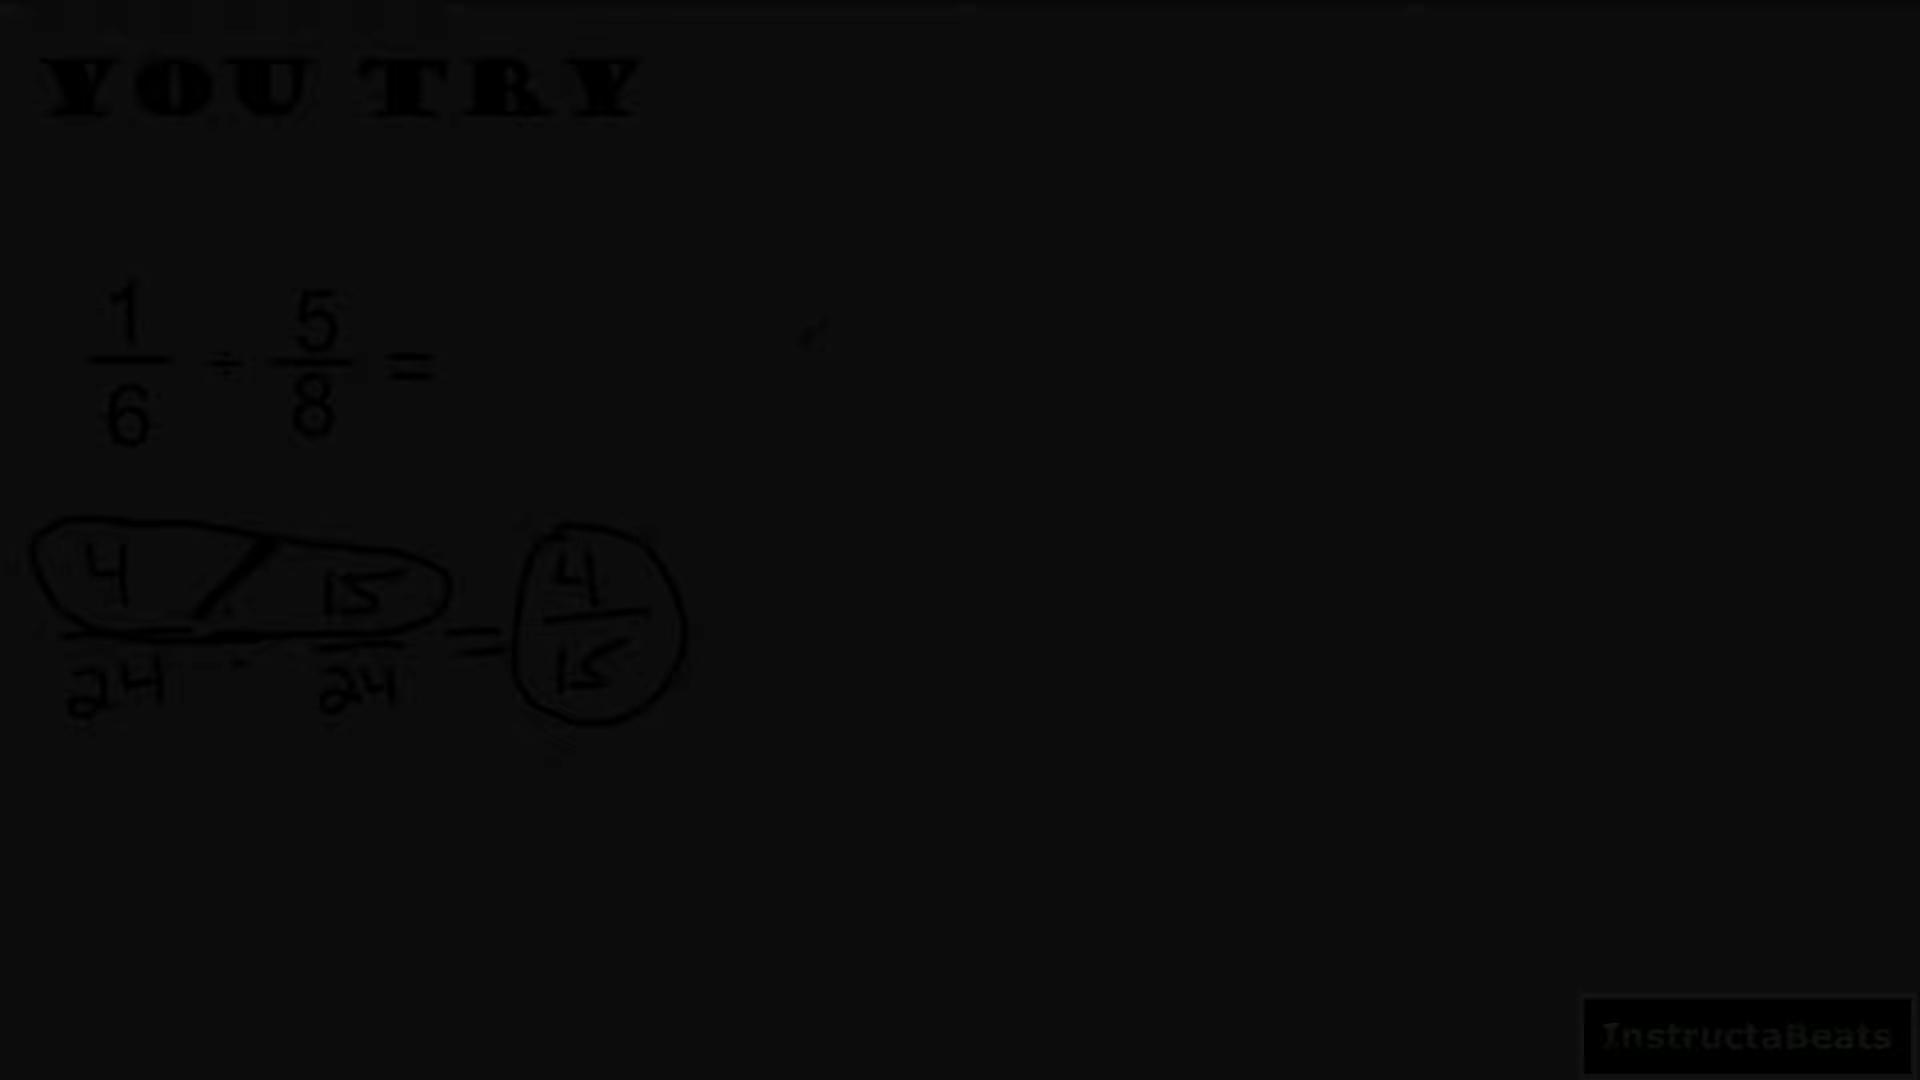 YOU TRY
1/6 ÷ 5/8 =
4/24 ÷ 15/24 = 4/15
InstructaBeats